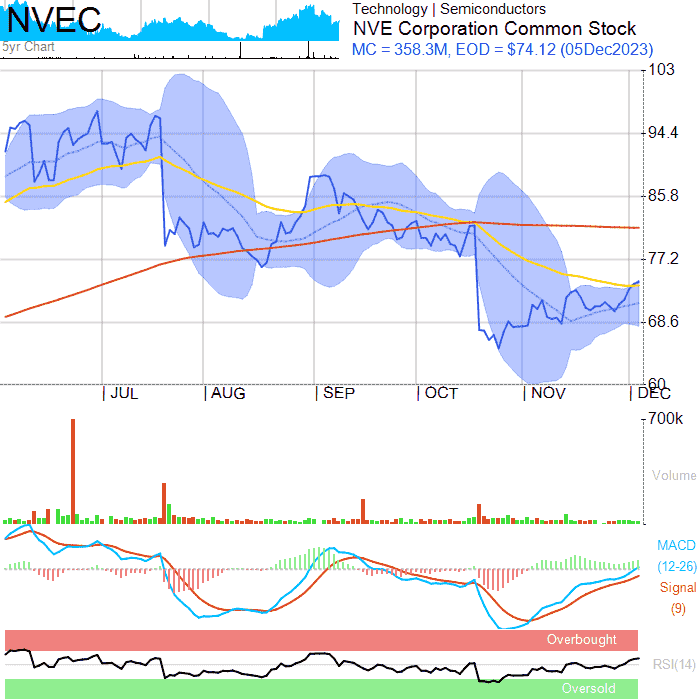 NVEC
5yr Chart
Technology | Semiconductors
NVE Corporation Common Stock
MC = 358.3M, EOD = $74.12 (05Dec2023)
103
94.4
85.8
77.2
68.6
60
| JUL | AUG | SEP | OCT | NOV | DEC
700k
Volume
MACD
(12-26)
Signal
(9)
Overbought
RSI(14)
Oversold